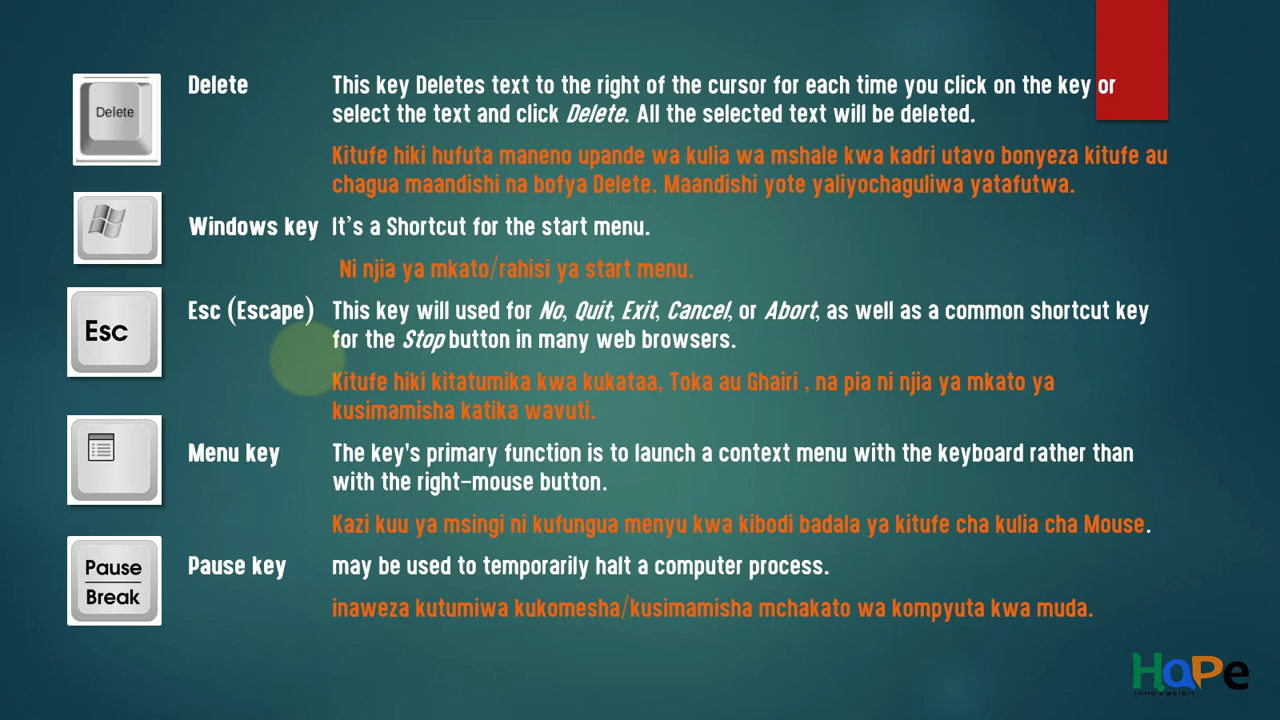 Delete
Delete
This key Deletes text to the right of the cursor for each time you click on the key or
select the text and click Delete. All the selected text will be deleted.
Kitufe hiki hufuta maneno upande wa kulia wa mshale kwa kadri utavo bonyeza kitufe au
chagua maandishi na bofya Delete. Maandishi yote yaliyochaguliwa yatafutwa.
Windows key
It's a Shortcut for the start menu.
Ni njia ya mkato/rahisi ya start menu.
Esc
Esc (Escape)
This key will used for No, Quit, Exit, Cancel, or Abort, as well as a common shortcut key
for the Stop button in many web browsers.
Kitufe hiki kitatumika kwa kukataa, Toka au Ghairi , na pia ni njia ya mkato ya
kusimamisha katika wavuti.
Menu key
The key's primary function is to launch a context menu with the keyboard rather than
with the right-mouse button.
Kazi kuu ya msingi ni kufungua menyu kwa kibodi badala ya kitufe cha kulia cha Mouse.
Pause
Break
Pause key
may be used to temporarily halt a computer process.
inaweza kutumiwa kukomesha/kusimamisha mchakato wa kompyuta kwa muda.
HaPe
Innovation